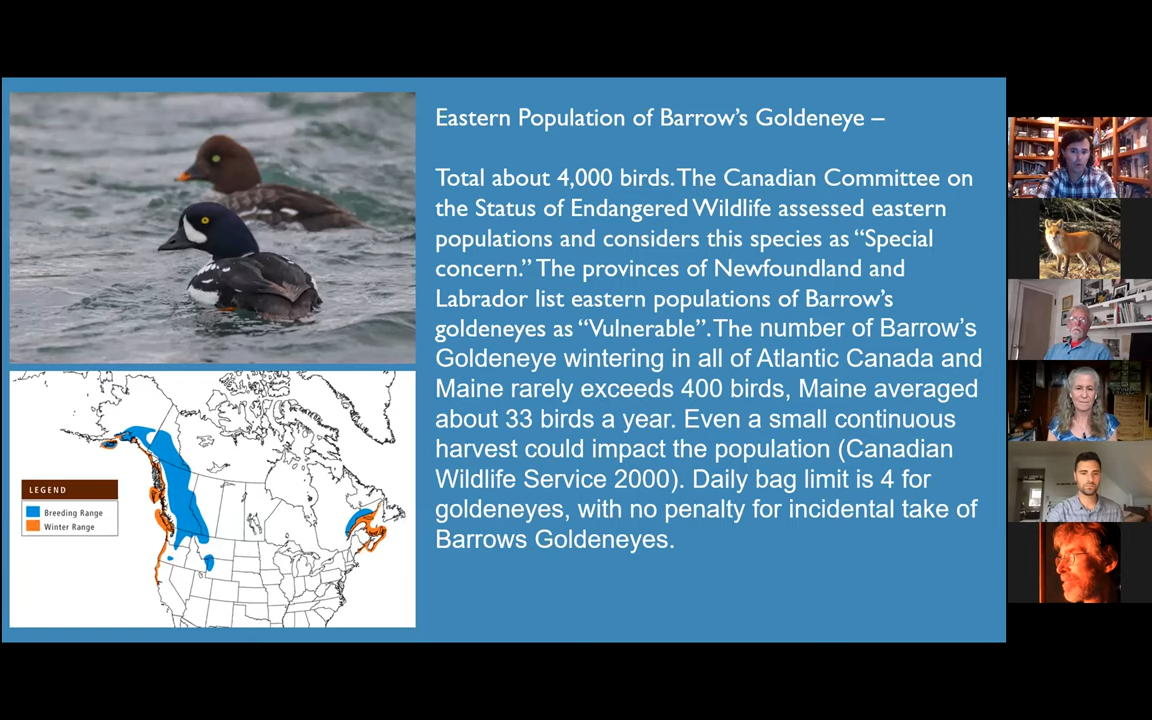 Eastern Population of Barrow’s Goldeneye –
Total about 4,000 birds. The Canadian Committee on
the Status of Endangered Wildlife assessed eastern
populations and considers this species as “Special
concern.” The provinces of Newfoundland and
Labrador list eastern populations of Barrow’s
goldeneyes as “Vulnerable”. The number of Barrow’s
Goldeneye wintering in all of Atlantic Canada and
Maine rarely exceeds 400 birds, Maine averaged
about 33 birds a year. Even a small continuous
harvest could impact the population (Canadian
Wildlife Service 2000). Daily bag limit is 4 for
goldeneyes, with no penalty for incidental take of
Barrows Goldeneyes.
LEGEND
Breeding Range
Winter Range